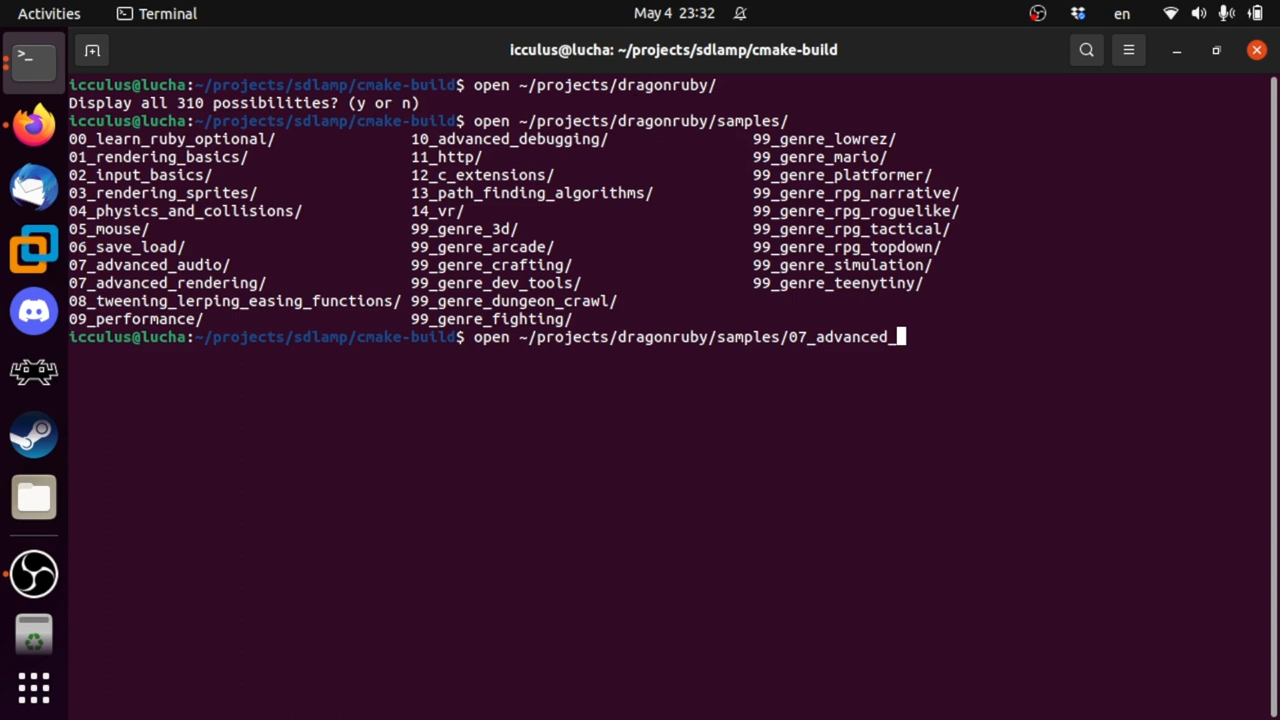 Activities Terminal May 4 23:32 en
icculus@lucha: ~/projects/sdlamp/cmake-build
icculus@lucha:~/projects/sdlamp/cmake-build$ open ~/projects/dragonruby/
Display all 310 possibilities? (y or n)
icculus@lucha:~/projects/sdlamp/cmake-build$ open ~/projects/dragonruby/samples/
00_learn_ruby_optional/ 10_advanced_debugging/ 99_genre_lowrez/
01_rendering_basics/ 11_http/ 99_genre_mario/
02_input_basics/ 12_c_extensions/ 99_genre_platformer/
03_rendering_sprites/ 13_path_finding_algorithms/ 99_genre_rpg_narrative/
04_physics_and_collisions/ 14_vr/ 99_genre_rpg_roguelike/
05_mouse/ 99_genre_3d/ 99_genre_rpg_tactical/
06_save_load/ 99_genre_arcade/ 99_genre_rpg_topdown/
07_advanced_audio/ 99_genre_crafting/ 99_genre_simulation/
07_advanced_rendering/ 99_genre_dev_tools/ 99_genre_teenytiny/
08_tweening_lerping_easing_functions/ 99_genre_dungeon_crawl/
09_performance/ 99_genre_fighting/
icculus@lucha:~/projects/sdlamp/cmake-build$ open ~/projects/dragonruby/samples/07_advanced_